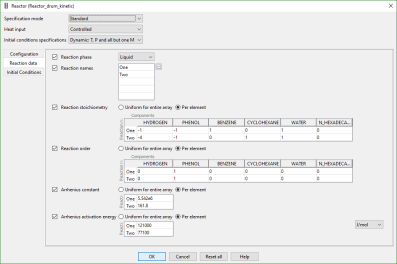 Reactor (Reactor_drum_kinetic)
Specification mode Standard
Heat input Controlled
Initial conditions specifications Dynamic: T, P and all but one M
Configuration
Reaction data
Initial Conditions
Reaction phase Liquid
Reaction names One
Two
Reaction stoichiometry Uniform for entire array Per element
Components
HYDROGEN PHENOL BENZENE CYCLOHEXANE WATER N_HEXADECA...
One -1 -1 1 0 1 0
Two -4 -1 0 1 1 0
Reaction order Uniform for entire array Per element
Components
HYDROGEN PHENOL BENZENE CYCLOHEXANE WATER N_HEXADECA...
One 0 1 0 0 0 0
Two 0 1 0 0 0 0
Arrhenius constant Uniform for entire array Per element
One 5.582e6
Two 161.8
Arrhenius activation energy Uniform for entire array Per element
One 121000
Two 77100
J/mol
OK Cancel Reset all Help